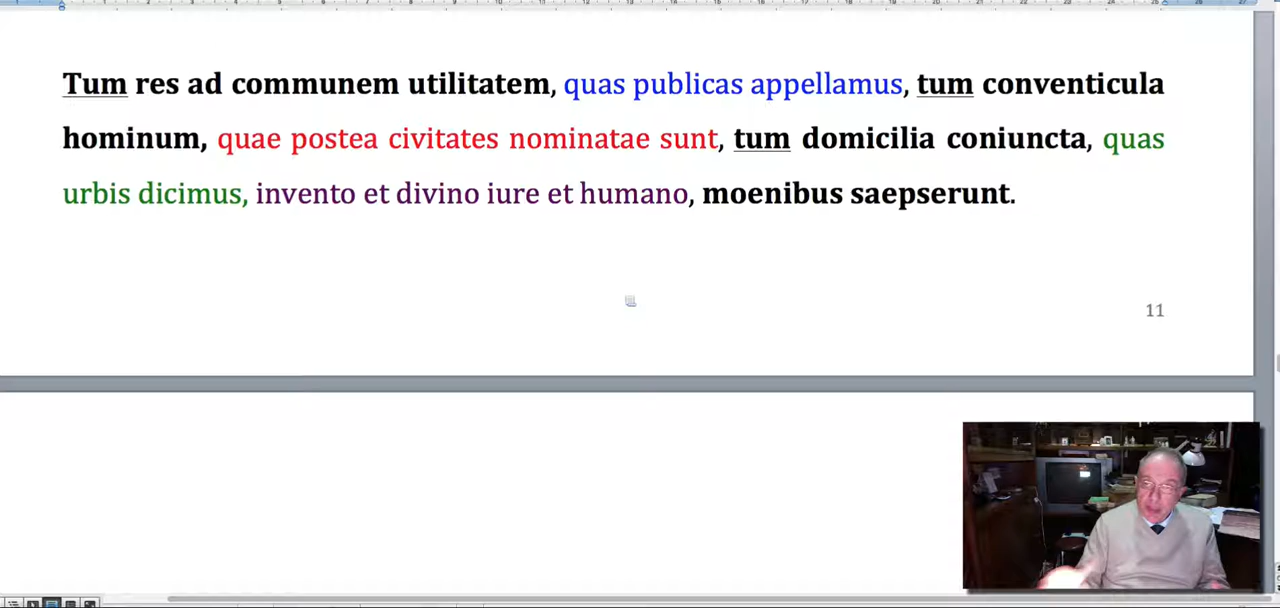 Tum res ad communem utilitatem, quas publicas appellamus, tum conventicula
hominum, quae postea civitates nominatae sunt, tum domicilia coniuncta, quas
urbis dicimus, invento et divino iure et humano, moenibus saepserunt.
11